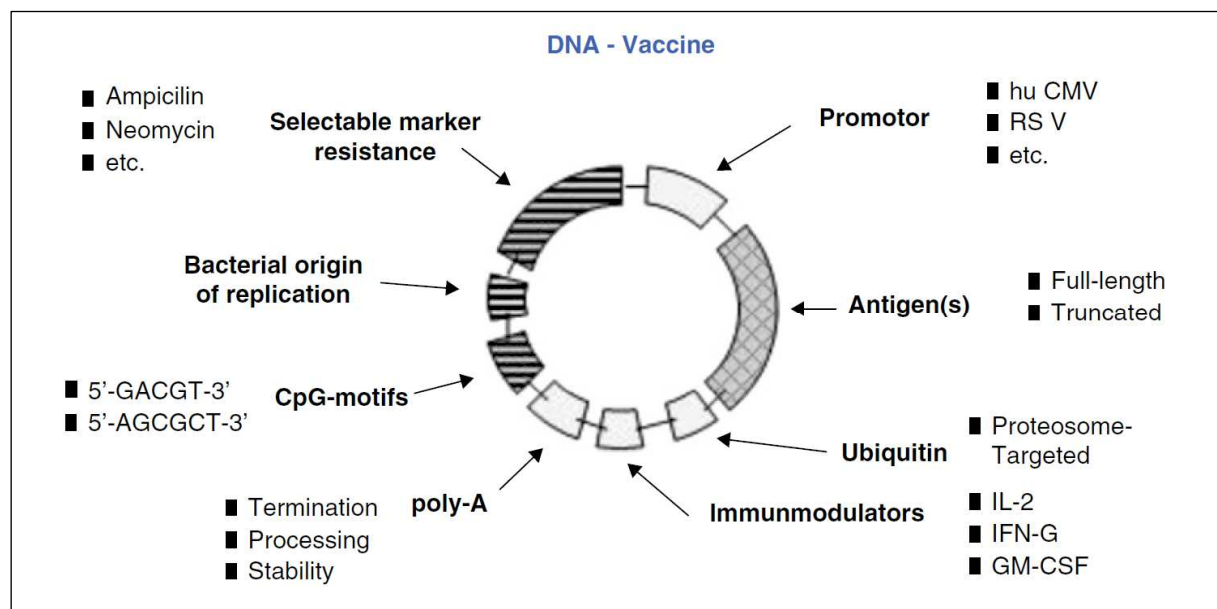 DNA - Vaccine
Ampicilin
Neomycin
etc.
Selectable marker
resistance
Promotor
hu CMV
RS V
etc.
Bacterial origin
of replication
Antigen(s)
Full-length
Truncated
5’-GACGT-3’
5’-AGCGCT-3’
CpG-motifs
Ubiquitin
Proteosome-
Targeted
poly-A
Termination
Processing
Stability
Immunmodulators
IL-2
IFN-G
GM-CSF